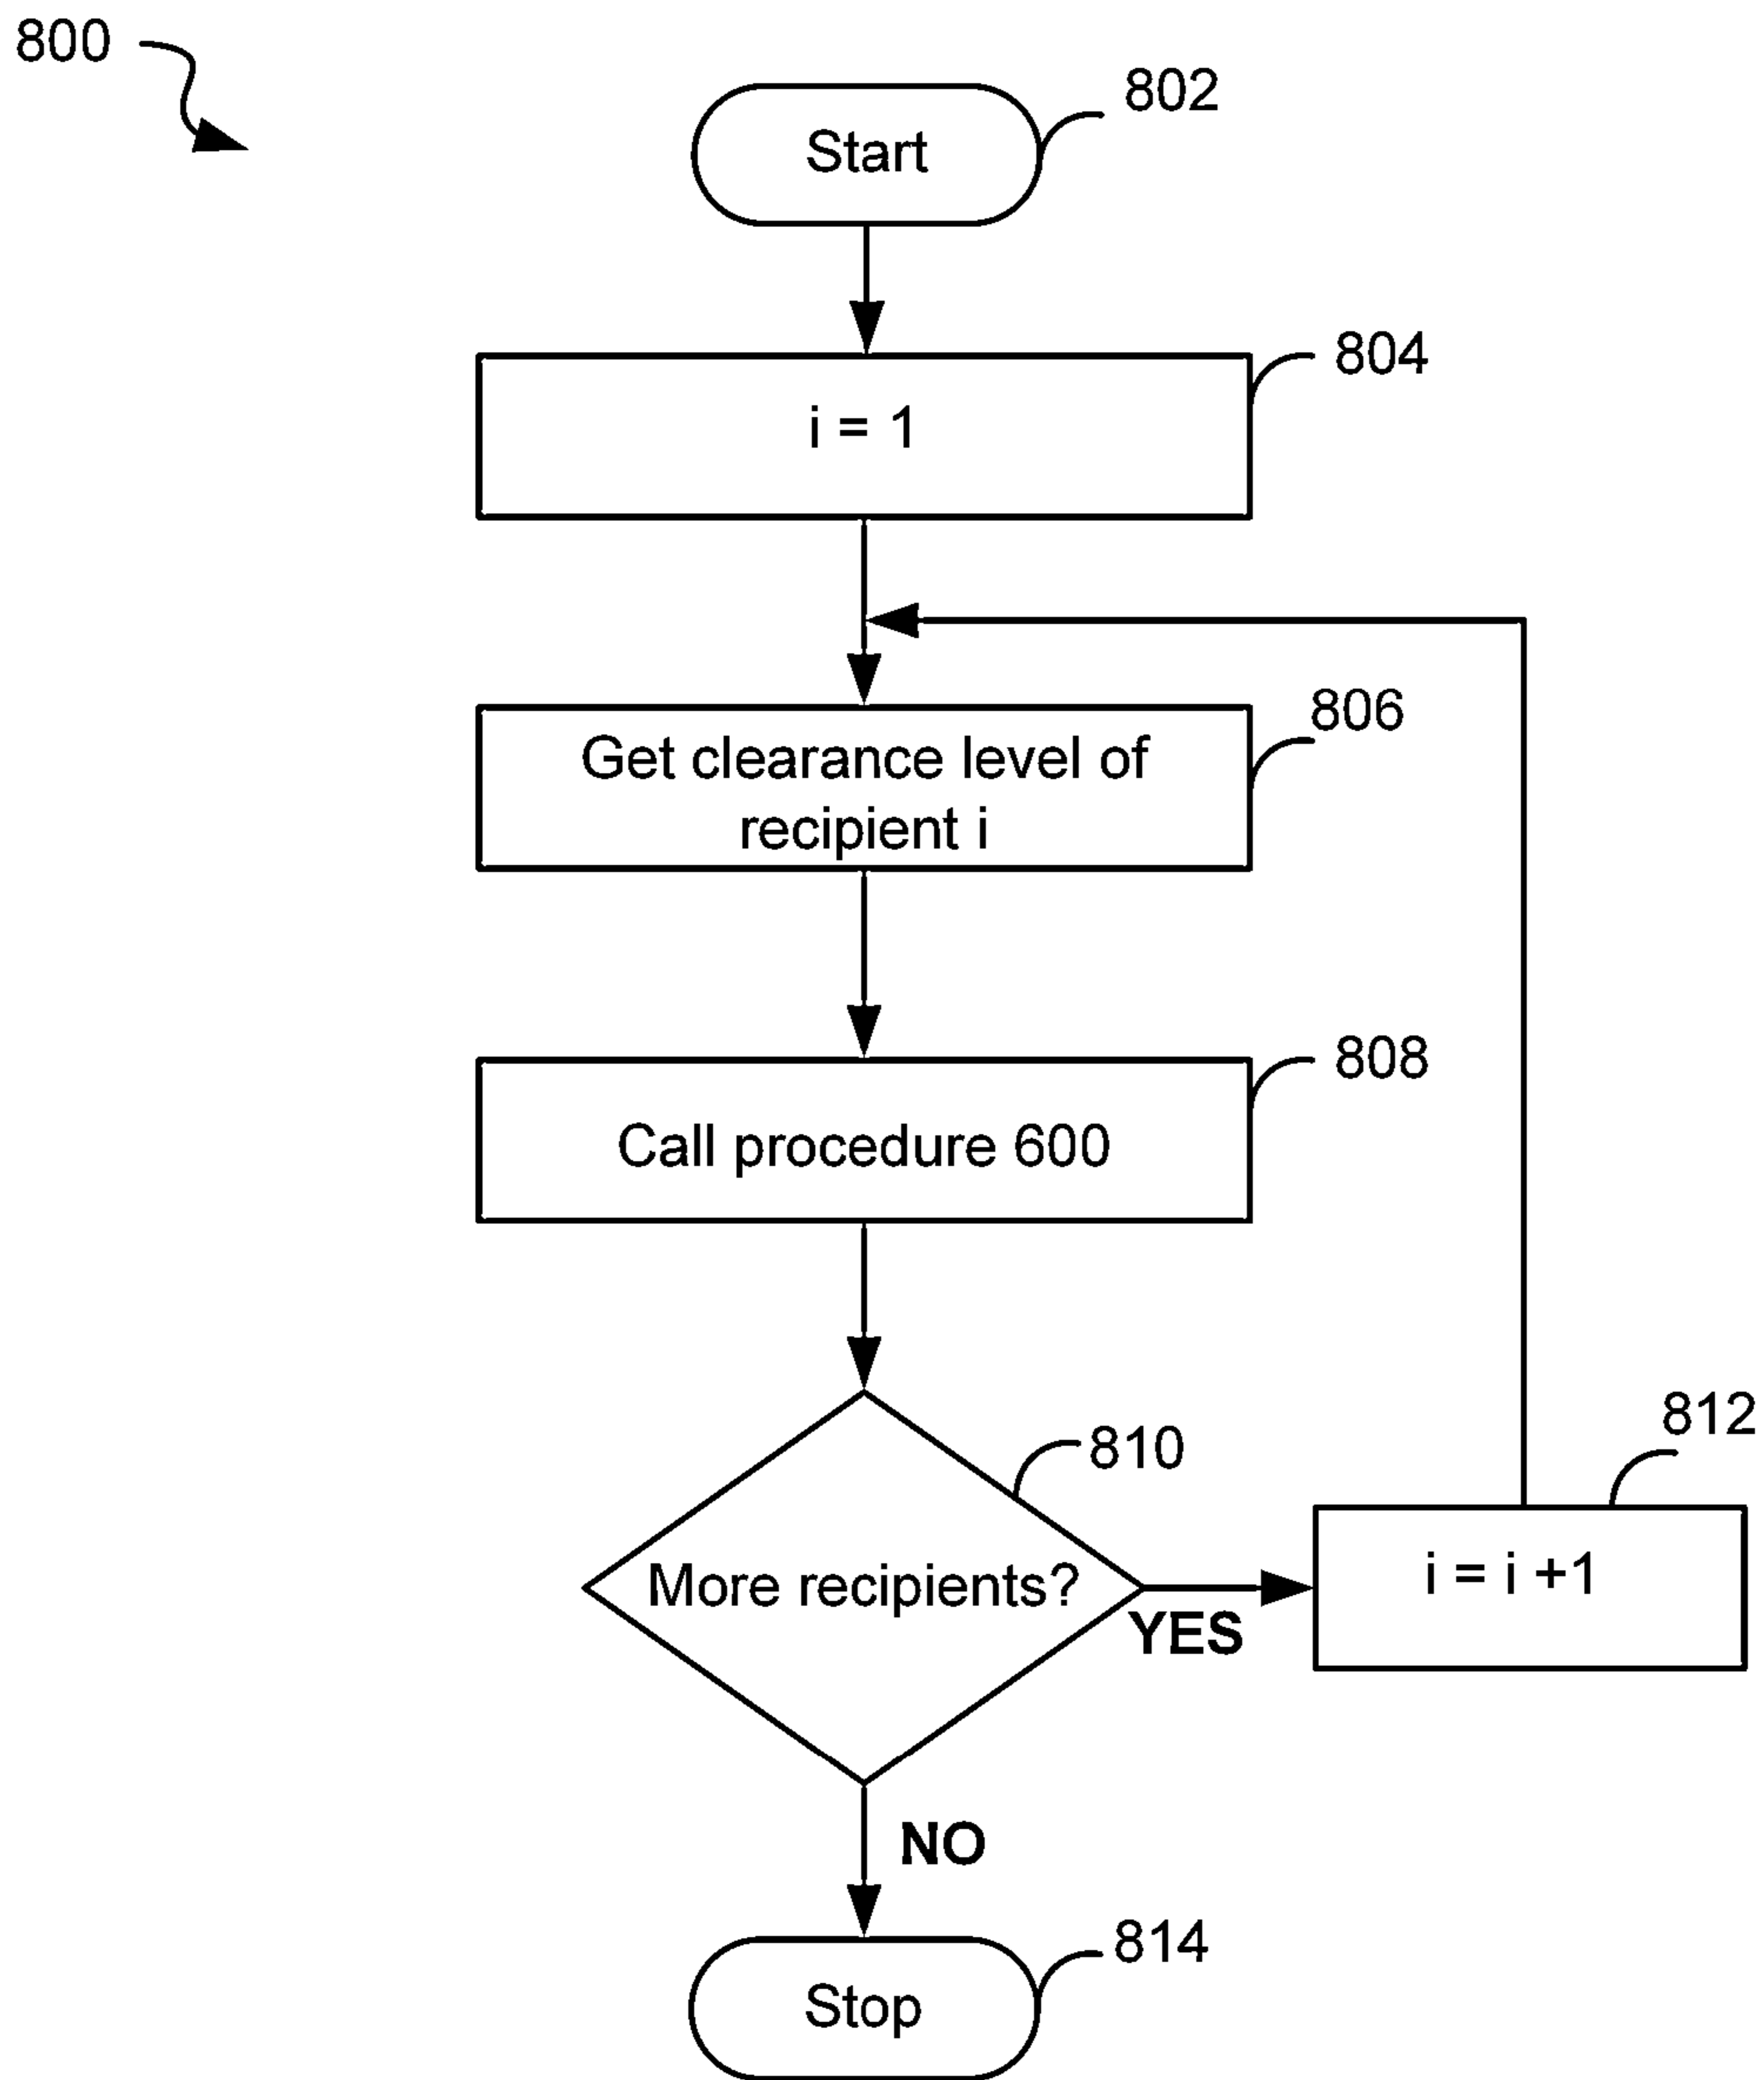 800
802
Start
804
i = 1
806
Get clearance level of
recipient i
808
Call procedure 600
810
812
More recipients?
i = i +1
YES
NO
814
Stop